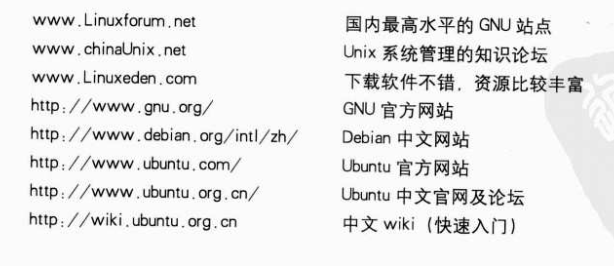 www.Linuxforum.net 国内最高水平的 GNU 站点
www.chinaUnix.net Unix 系统管理的知识论坛
www.Linuxeden.com 下载软件不错，资源比较丰富
http://www.gnu.org/ GNU 官方网站
http://www.debian.org/intl/zh/ Debian 中文网站
http://www.ubuntu.com/ Ubuntu 官方网站
http://www.ubuntu.org.cn/ Ubuntu 中文官网及论坛
http://wiki.ubuntu.org.cn 中文 wiki（快速入门）